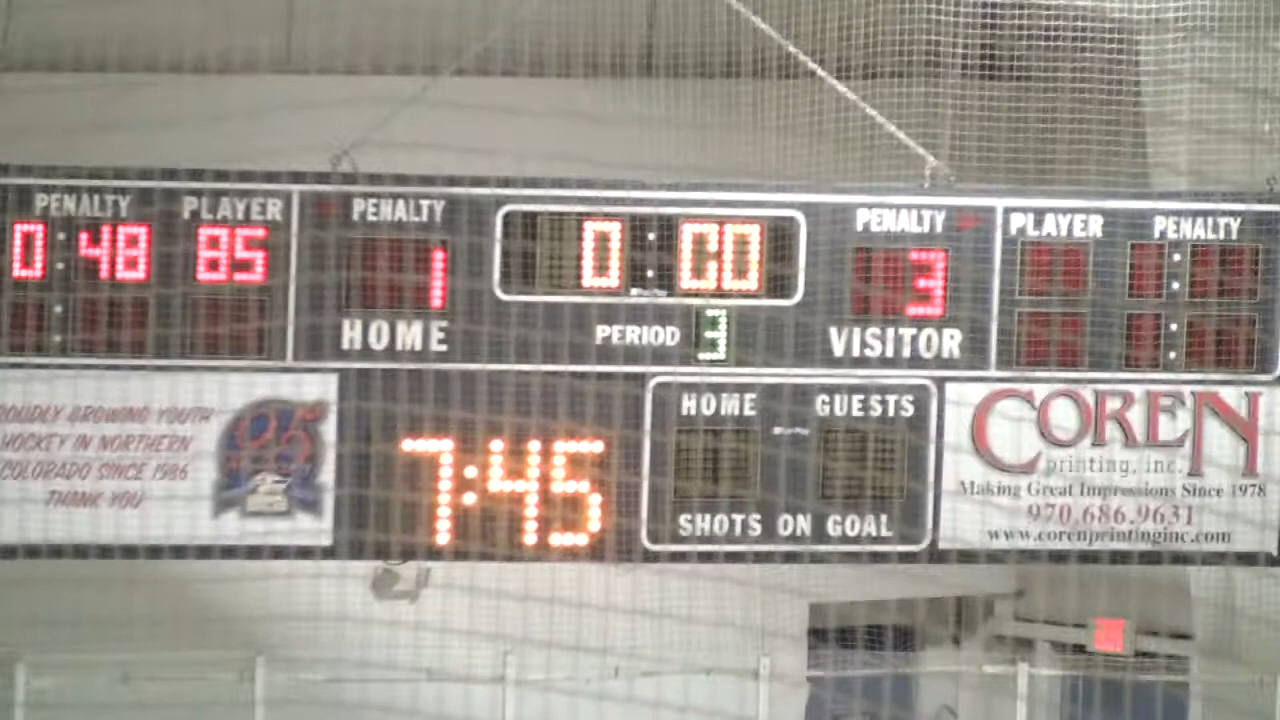 PENALTY PLAYER
0:48 85
PENALTY
1
HOME
0:00
PERIOD 1
PENALTY
3
VISITOR
PLAYER PENALTY
PROUDLY GROWING YOUTH
HOCKEY IN NORTHERN
COLORADO SINCE 1986
THANK YOU
7:45
HOME GUESTS
SHOTS ON GOAL
COREN
printing, inc.
Making Great Impressions Since 1978
970.686.9631
www.corenprintinginc.com